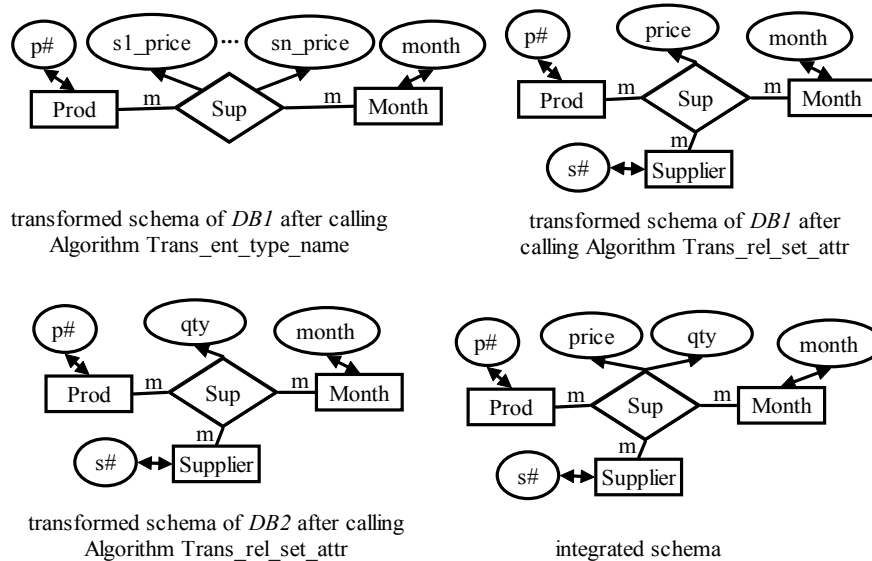 p#
s1_price
...
sn_price
month
Prod
m
Sup
m
Month
transformed schema of DB1 after calling
Algorithm Trans_ent_type_name
p#
price
month
Prod
m
Sup
m
Month
m
s#
Supplier
transformed schema of DB1 after
calling Algorithm Trans_rel_set_attr
p#
qty
month
Prod
m
Sup
m
Month
m
s#
Supplier
transformed schema of DB2 after calling
Algorithm Trans_rel_set_attr
p#
price
qty
month
Prod
m
Sup
m
Month
m
s#
Supplier
integrated schema